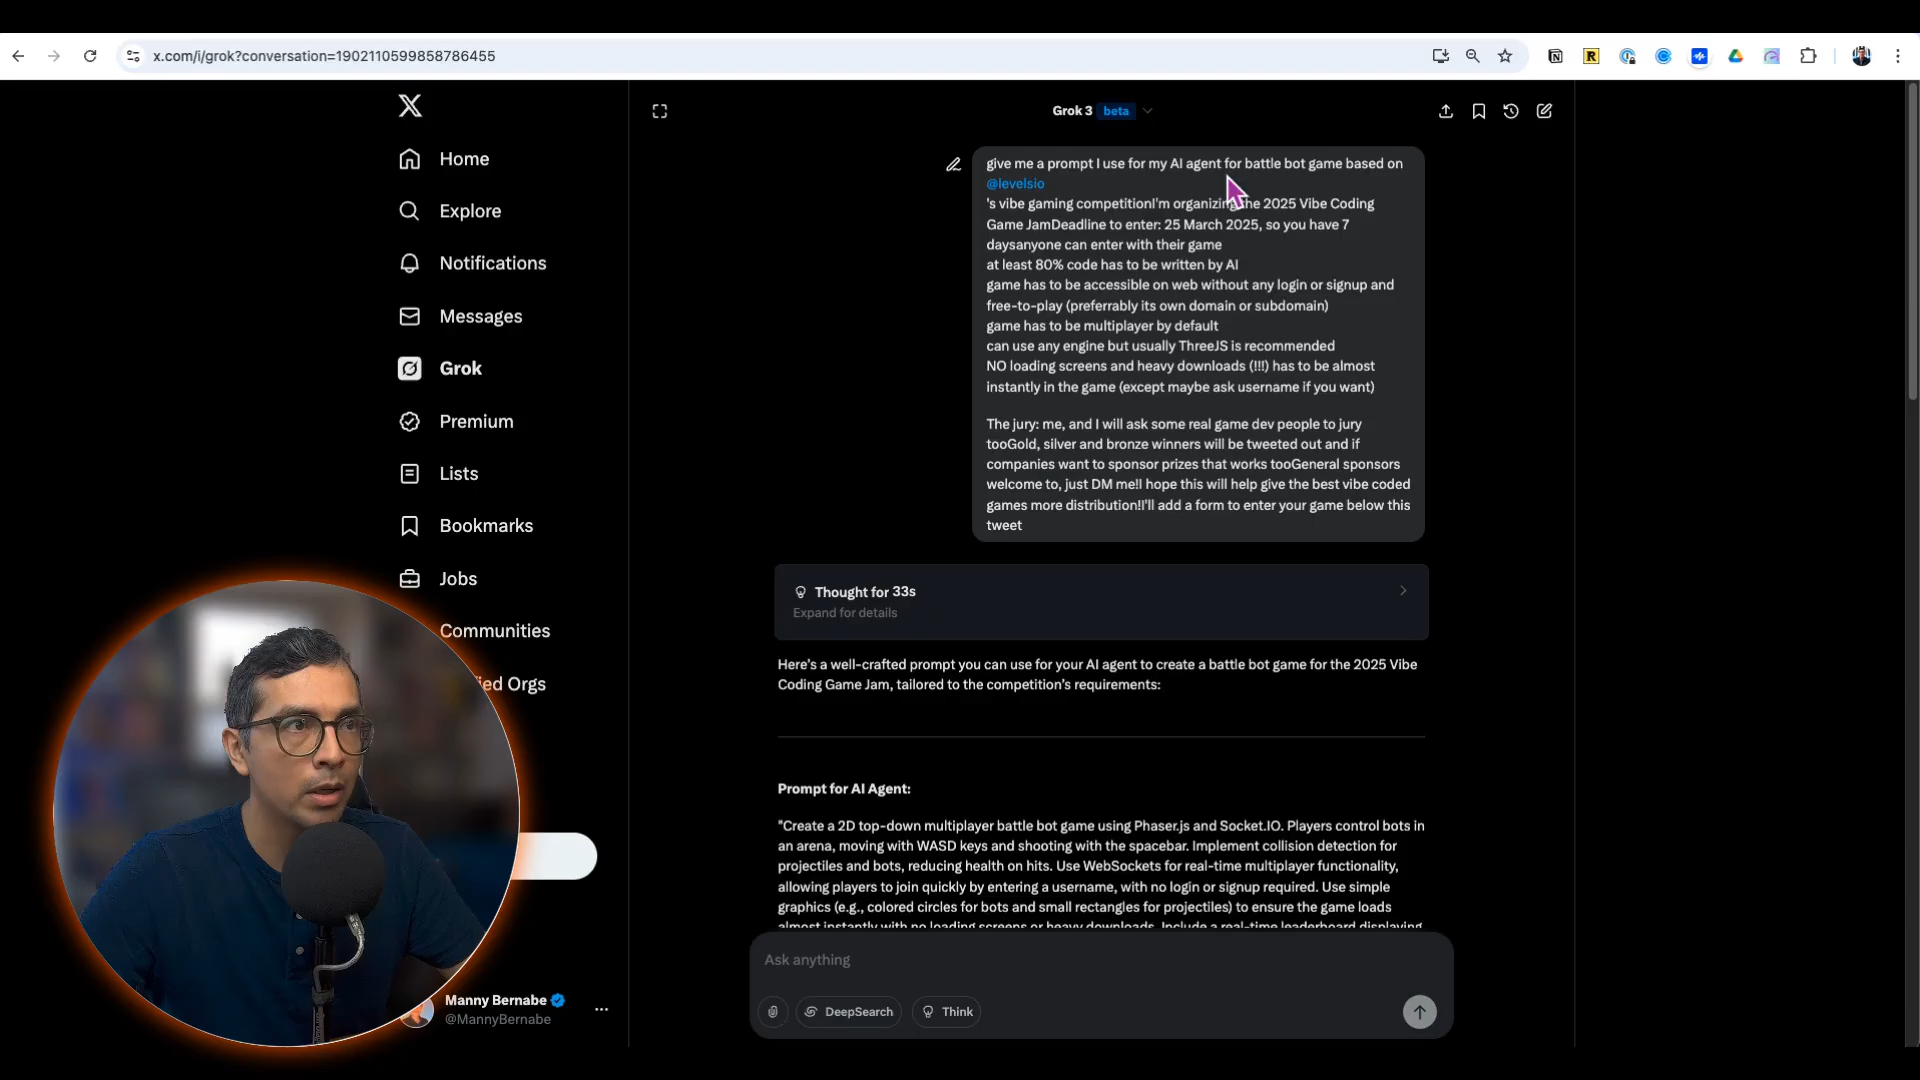 x.com/i/grok?conversation=1902110599858786455
Home
Explore
Notifications
Messages
Grok
Premium
Lists
Bookmarks
Jobs
Communities
ied Orgs
Manny Bernabe
@MannyBernabe
Grok 3 beta
give me a prompt I use for my AI agent for battle bot game based on
@levelsio
's vibe gaming competitionI'm organizing the 2025 Vibe Coding
Game JamDeadline to enter: 25 March 2025, so you have 7
daysanyone can enter with their game
at least 80% code has to be written by AI
game has to be accessible on web without any login or signup and
free-to-play (preferrably its own domain or subdomain)
game has to be multiplayer by default
can use any engine but usually ThreeJS is recommended
NO loading screens and heavy downloads (!!!) has to be almost
instantly in the game (except maybe ask username if you want)
The jury: me, and I will ask some real game dev people to jury
tooGold, silver and bronze winners will be tweeted out and if
companies want to sponsor prizes that works tooGeneral sponsors
welcome to, just DM me!I hope this will help give the best vibe coded
games more distribution!I'll add a form to enter your game below this
tweet
Thought for 33s
Expand for details
Here's a well-crafted prompt you can use for your AI agent to create a battle bot game for the 2025 Vibe
Coding Game Jam, tailored to the competition's requirements:
Prompt for AI Agent:
"Create a 2D top-down multiplayer battle bot game using Phaser.js and Socket.IO. Players control bots in
an arena, moving with WASD keys and shooting with the spacebar. Implement collision detection for
projectiles and bots, reducing health on hits. Use WebSockets for real-time multiplayer functionality,
allowing players to join quickly by entering a username, with no login or signup required. Use simple
graphics (e.g., colored circles for bots and small rectangles for projectiles) to ensure the game loads
almost instantly with no loading screens or heavy downloads. Include a real-time leaderboard displaying
Ask anything
DeepSearch
Think